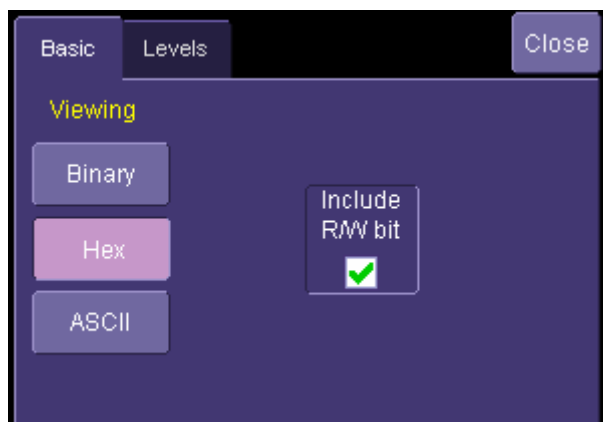 Basic
Levels
Close
Viewing
Binary
Hex
ASCII
Include
R/W bit